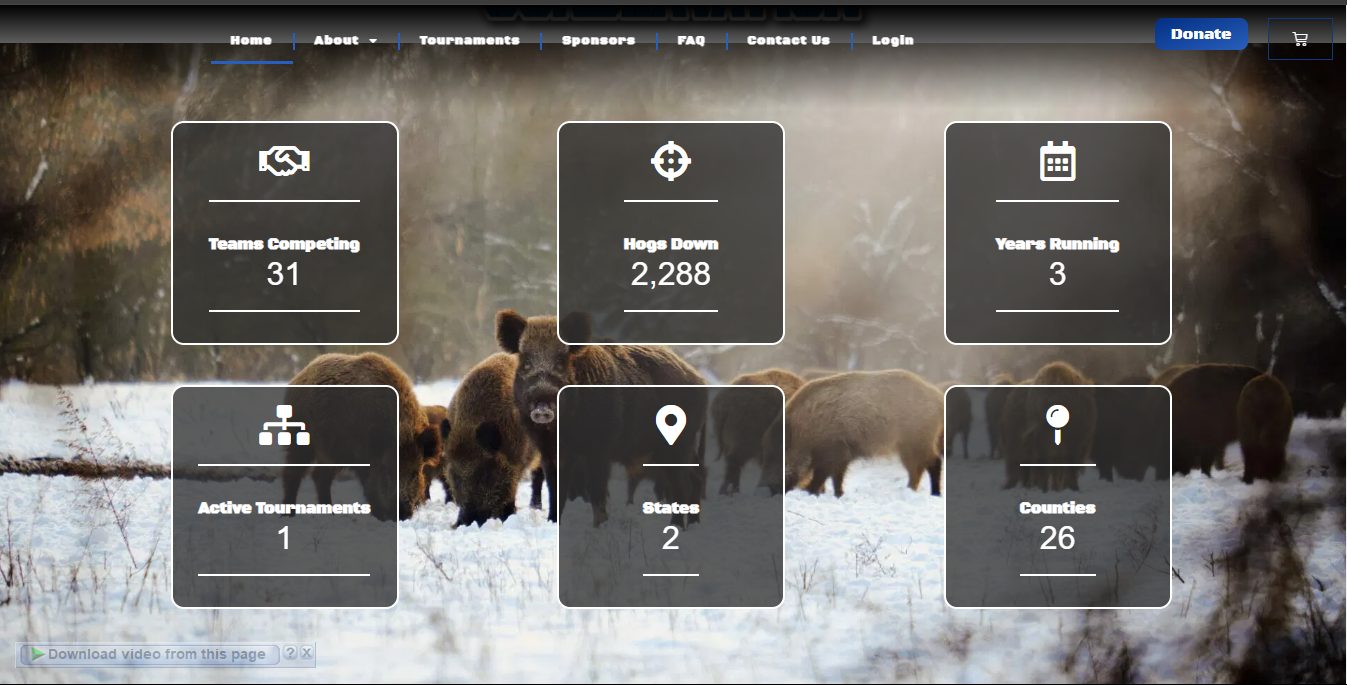 Home
About
Tournaments
Sponsors
FAQ
Contact Us
Login
Donate
Teams Competing
31
Hogs Down
2,288
Years Running
3
Active Tournaments
1
States
2
Counties
26
Download video from this page
?
X